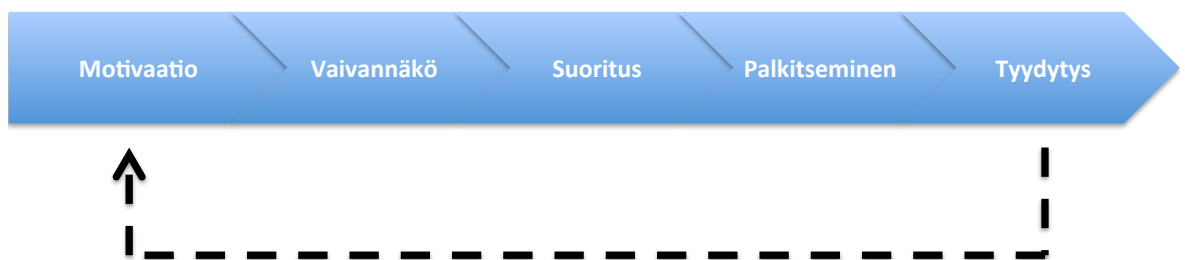 Motivaatio
Vaivannäkö
Suoritus
Palkitseminen
Tyydytys